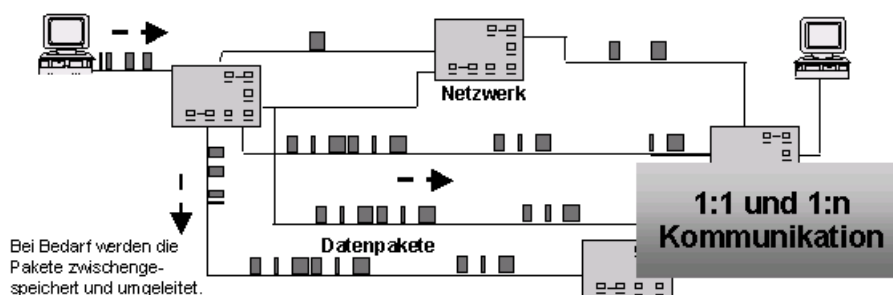 Netzwerk
1:1 und 1:n
Kommunikation
Datenpakete
Bei Bedarf werden die
Pakete zwischenge-
speichert und umgeleitet.